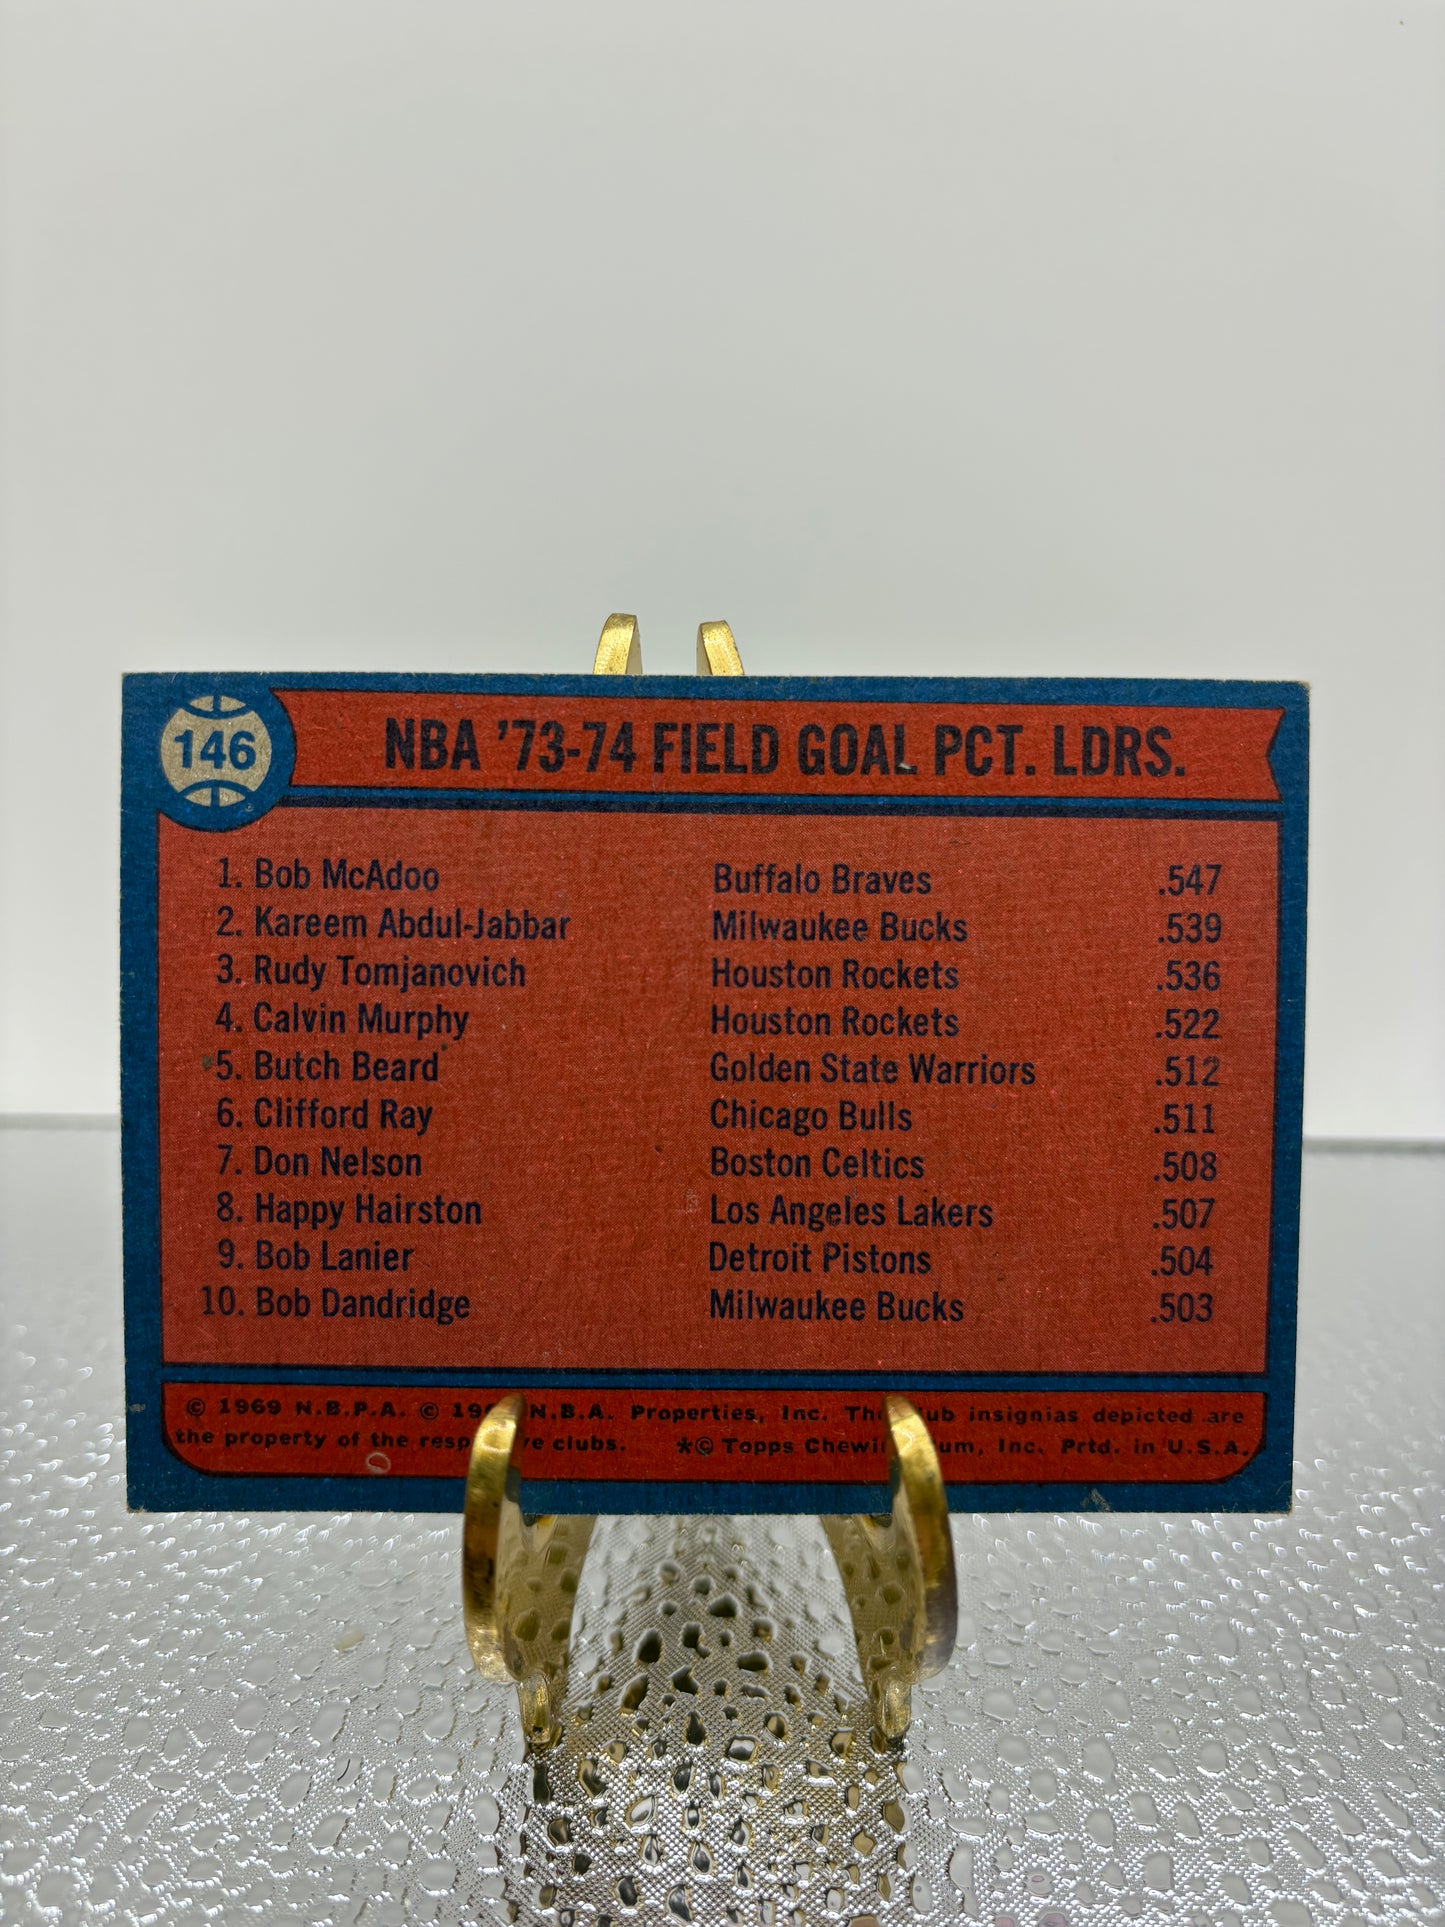 146
NBA '73-74 FIELD GOAL PCT. LDRS.
1. Bob McAdoo Buffalo Braves .547
2. Kareem Abdul-Jabbar Milwaukee Bucks .539
3. Rudy Tomjanovich Houston Rockets .536
4. Calvin Murphy Houston Rockets .522
5. Butch Beard Golden State Warriors .512
6. Clifford Ray Chicago Bulls .511
7. Don Nelson Boston Celtics .508
8. Happy Hairston Los Angeles Lakers .507
9. Bob Lanier Detroit Pistons .504
10. Bob Dandridge Milwaukee Bucks .503
© 1969 N.B.P.A. © N.B.A. Properties, Inc. insignias depicted are
the property of the clubs. *© Topps Inc. Prtd. in U.S.A.